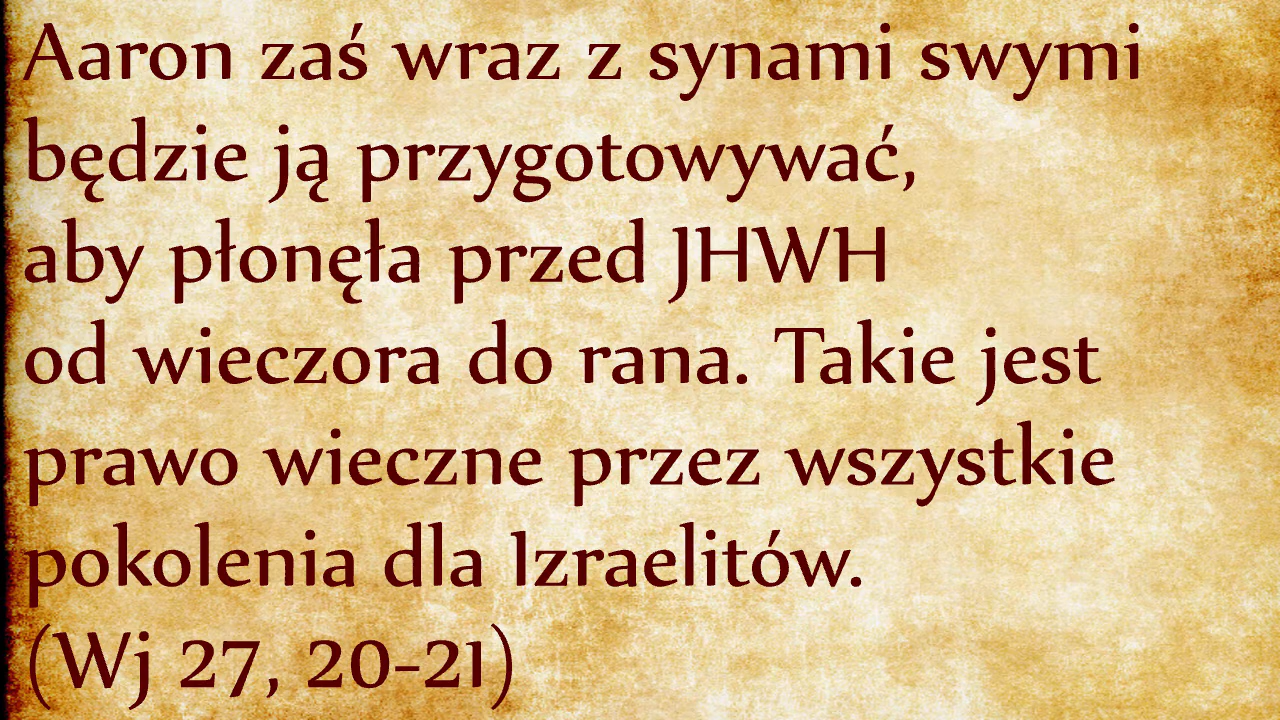 Aaron zaś wraz z synami swymi
będzie ją przygotowywać,
aby płonęła przed JHWH
od wieczora do rana. Takie jest
prawo wieczne przez wszystkie
pokolenia dla Izraelitów.
(Wj 27, 20-21)